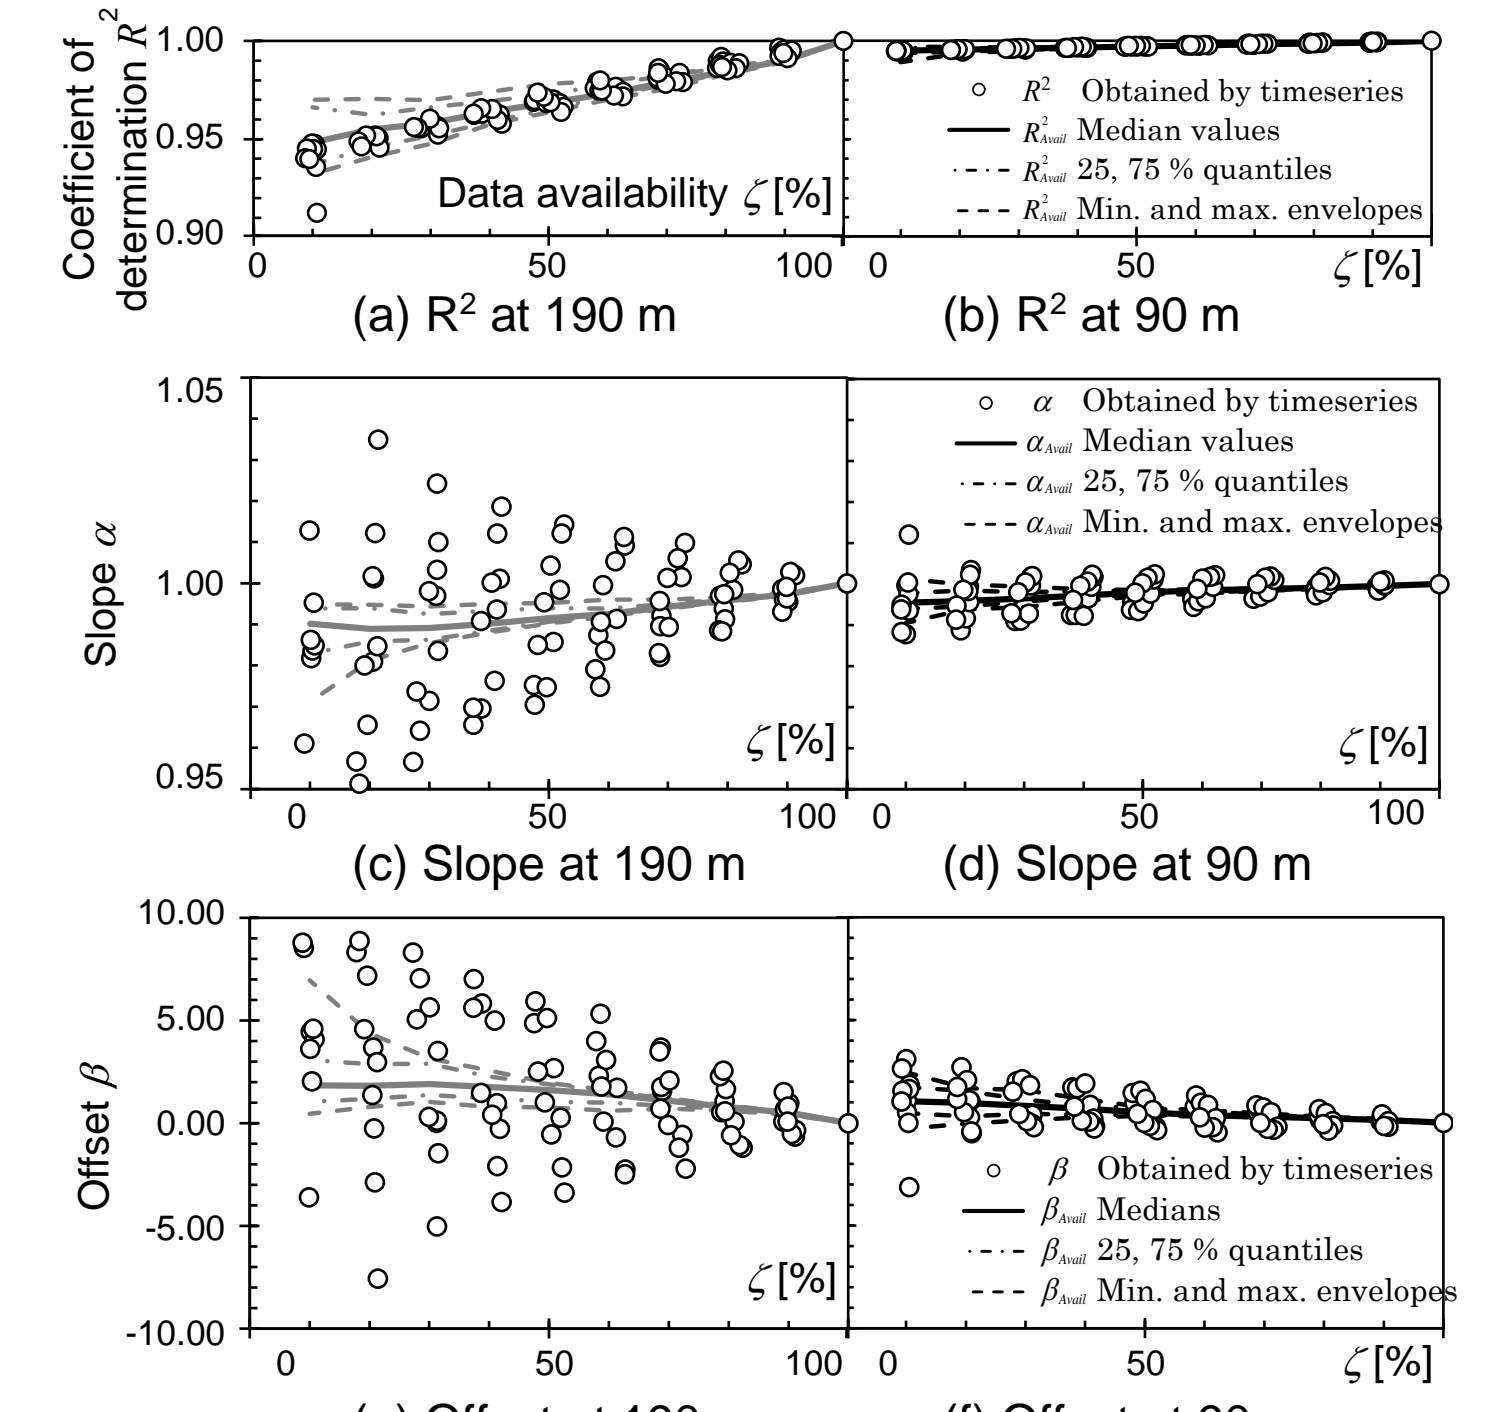 Coefficient of
determination R²
1.00
0.95
0.90
Data availability ζ [%]
0 50 100
(a) R² at 190 m
R² Obtained by timeseries
R²Avail Median values
R²Avail 25, 75 % quantiles
R²Avail Min. and max. envelopes
0 50 ζ [%]
(b) R² at 90 m
Slope α
1.05
1.00
0.95
ζ [%]
0 50 100
(c) Slope at 190 m
α Obtained by timeseries
αAvail Median values
αAvail 25, 75 % quantiles
αAvail Min. and max. envelopes
ζ [%]
0 50 100
(d) Slope at 90 m
Offset β
10.00
5.00
0.00
-5.00
-10.00
ζ [%]
0 50 100
β Obtained by timeseries
βAvail Medians
βAvail 25, 75 % quantiles
βAvail Min. and max. envelopes
0 50 ζ [%]